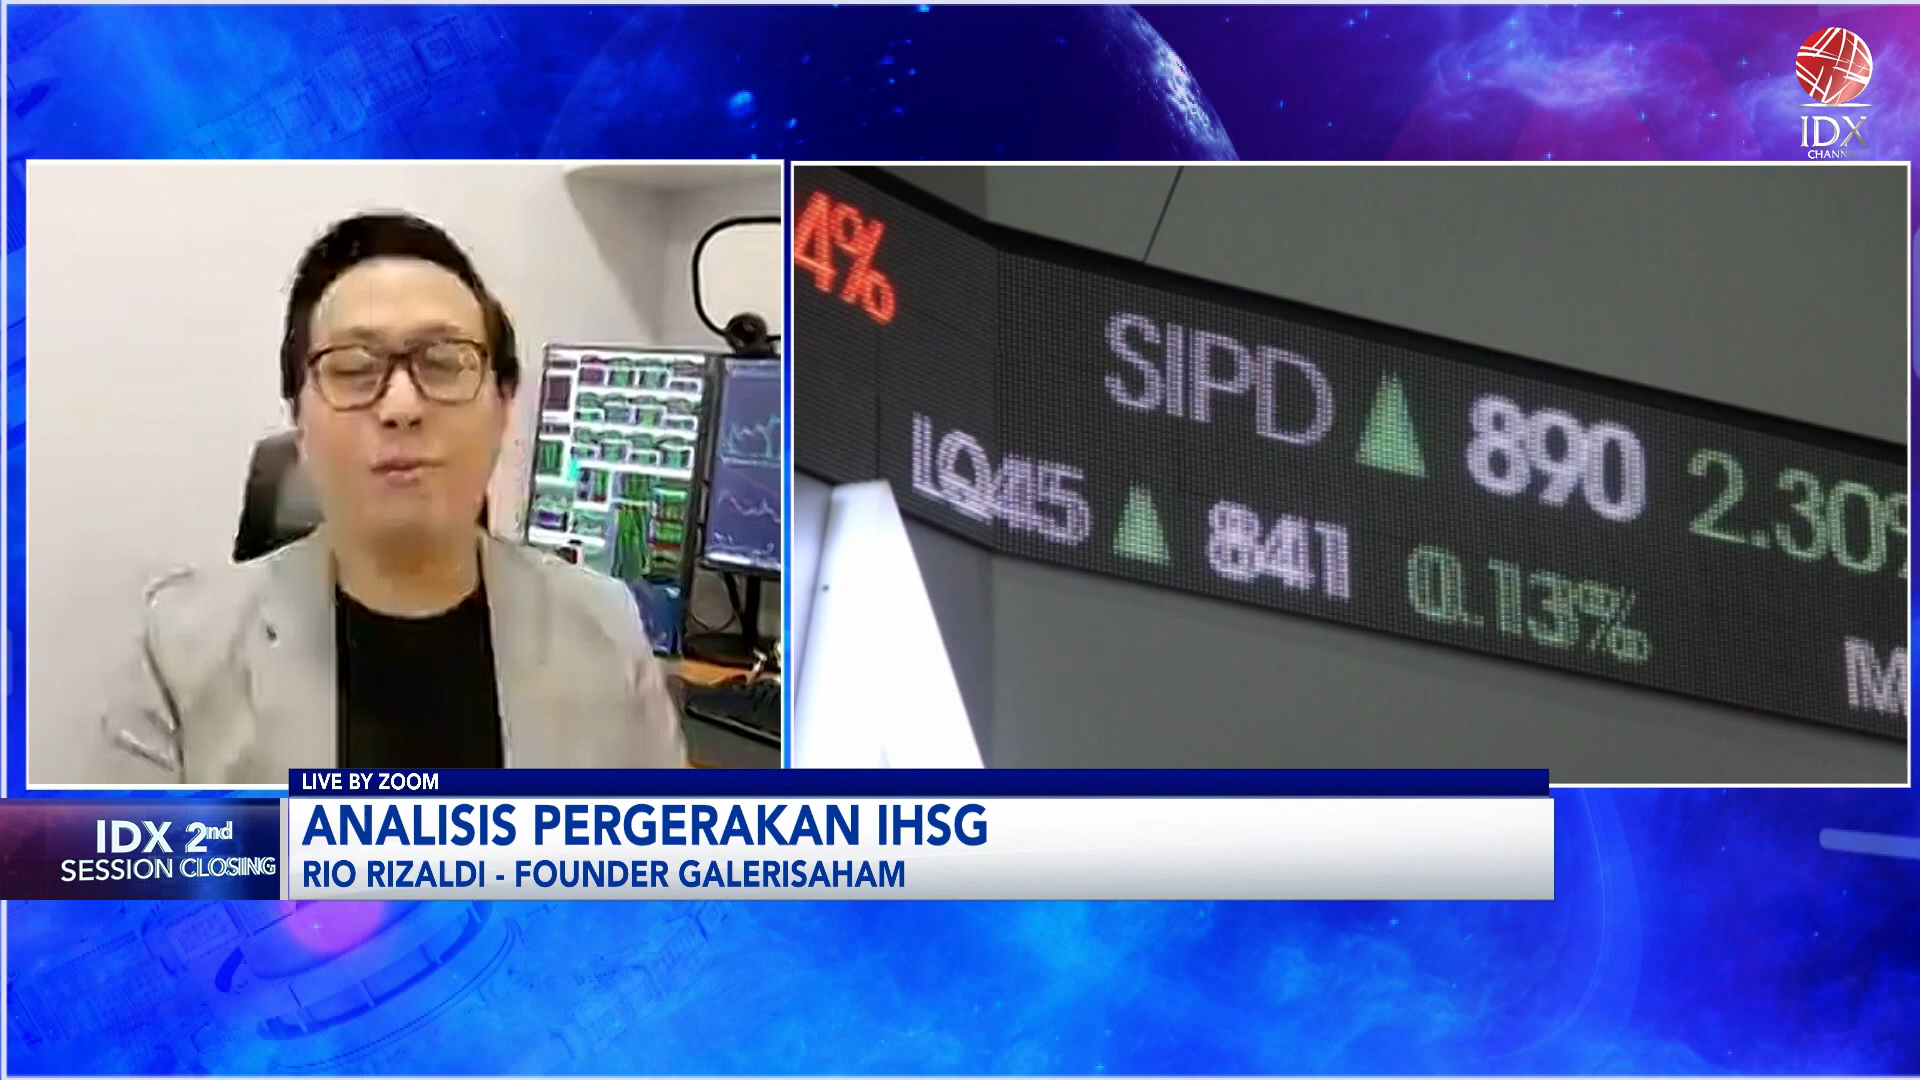 IDX
CHANNEL
4%
SIPD ▲ 890 2.30%
LQ45 ▲ 841 0.13%
M
LIVE BY ZOOM
ANALISIS PERGERAKAN IHSG
RIO RIZALDI - FOUNDER GALERISAHAM
IDX 2nd
SESSION CLOSING